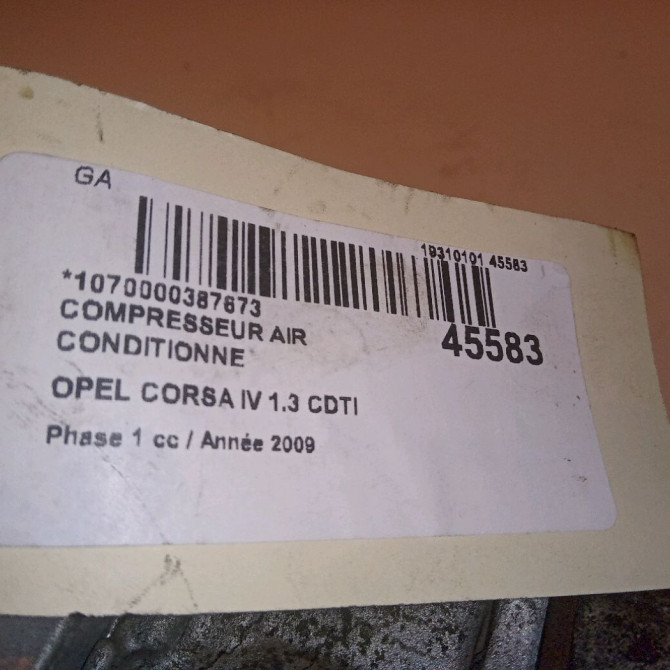 GA
19310101 45583
*1070000387673
45583
COMPRESSEUR AIR
CONDITIONNE
OPEL CORSA IV 1.3 CDTI
Phase 1 cc / Année 2009